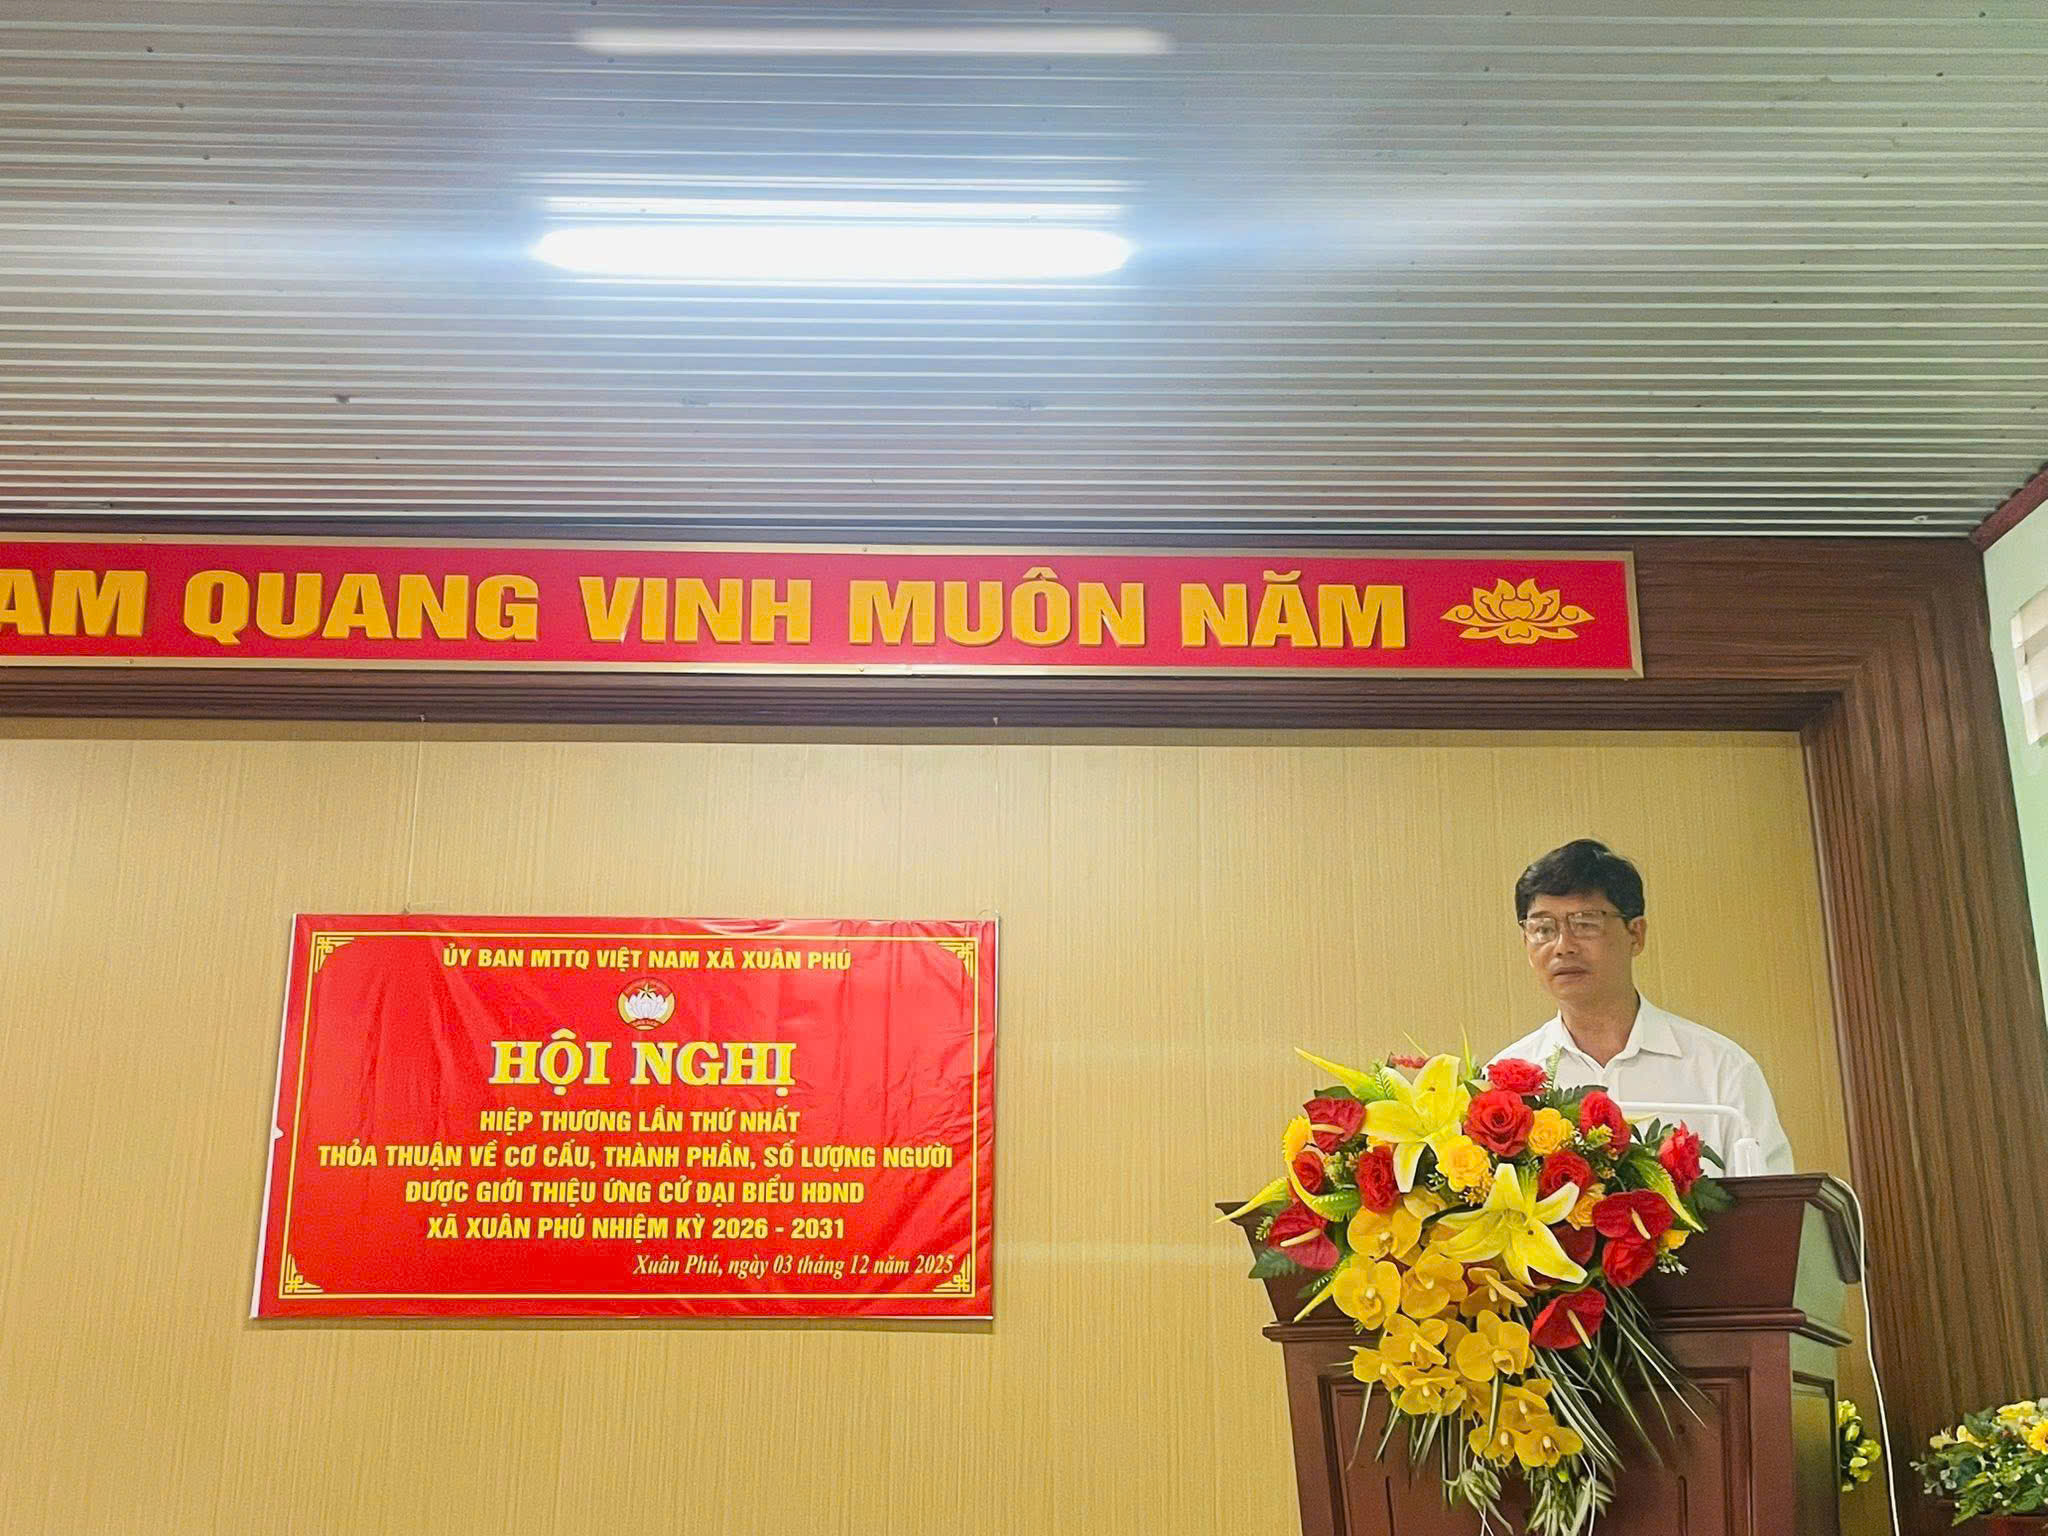 AM QUANG VINH MUÔN NĂM
ỦY BAN MTTQ VIỆT NAM XÃ XUÂN PHÚ
HỘI NGHỊ
HIỆP THƯƠNG LẦN THỨ NHẤT
THỎA THUẬN VỀ CƠ CẤU, THÀNH PHẦN, SỐ LƯỢNG NGƯỜI
ĐƯỢC GIỚI THIỆU ỨNG CỬ ĐẠI BIỂU HĐND
XÃ XUÂN PHÚ NHIỆM KỲ 2026 - 2031
Xuân Phú, ngày 03 tháng 12 năm 2025